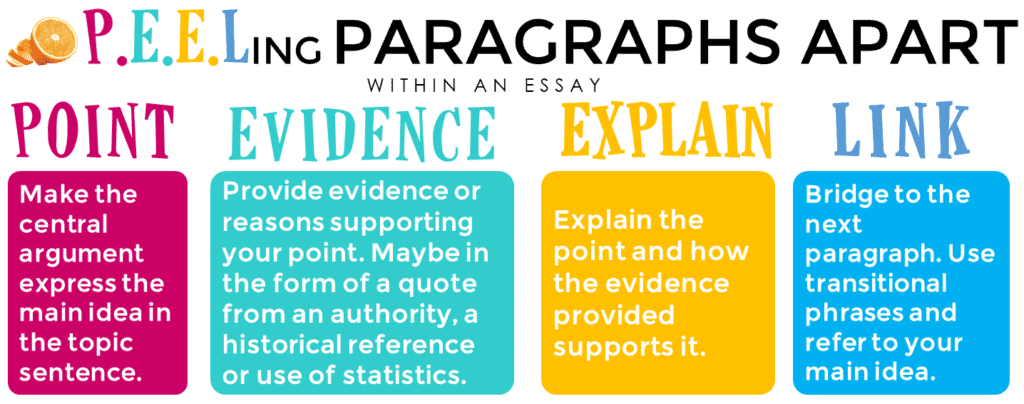 P.E.E.LING PARAGRAPHS APART
WITHIN AN ESSAY
POINT
Make the
central
argument
express the
main idea in
the topic
sentence.
EVIDENCE
Provide evidence or
reasons supporting
your point. Maybe in
the form of a quote
from an authority, a
historical reference
or use of statistics.
EXPLAIN
Explain the
point and how
the evidence
provided
supports it.
LINK
Bridge to the
next
paragraph. Use
transitional
phrases and
refer to your
main idea.